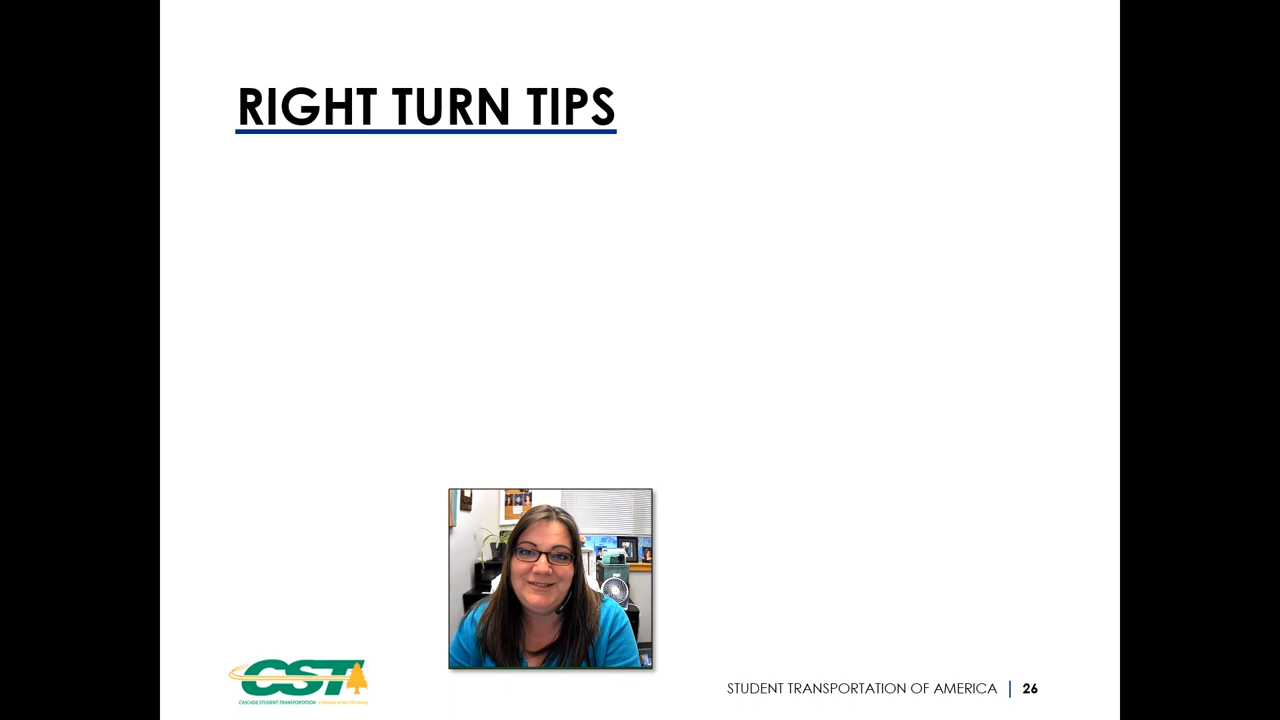 RIGHT TURN TIPS
CST
CASCADE STUDENT TRANSPORTATION
STUDENT TRANSPORTATION OF AMERICA | 26